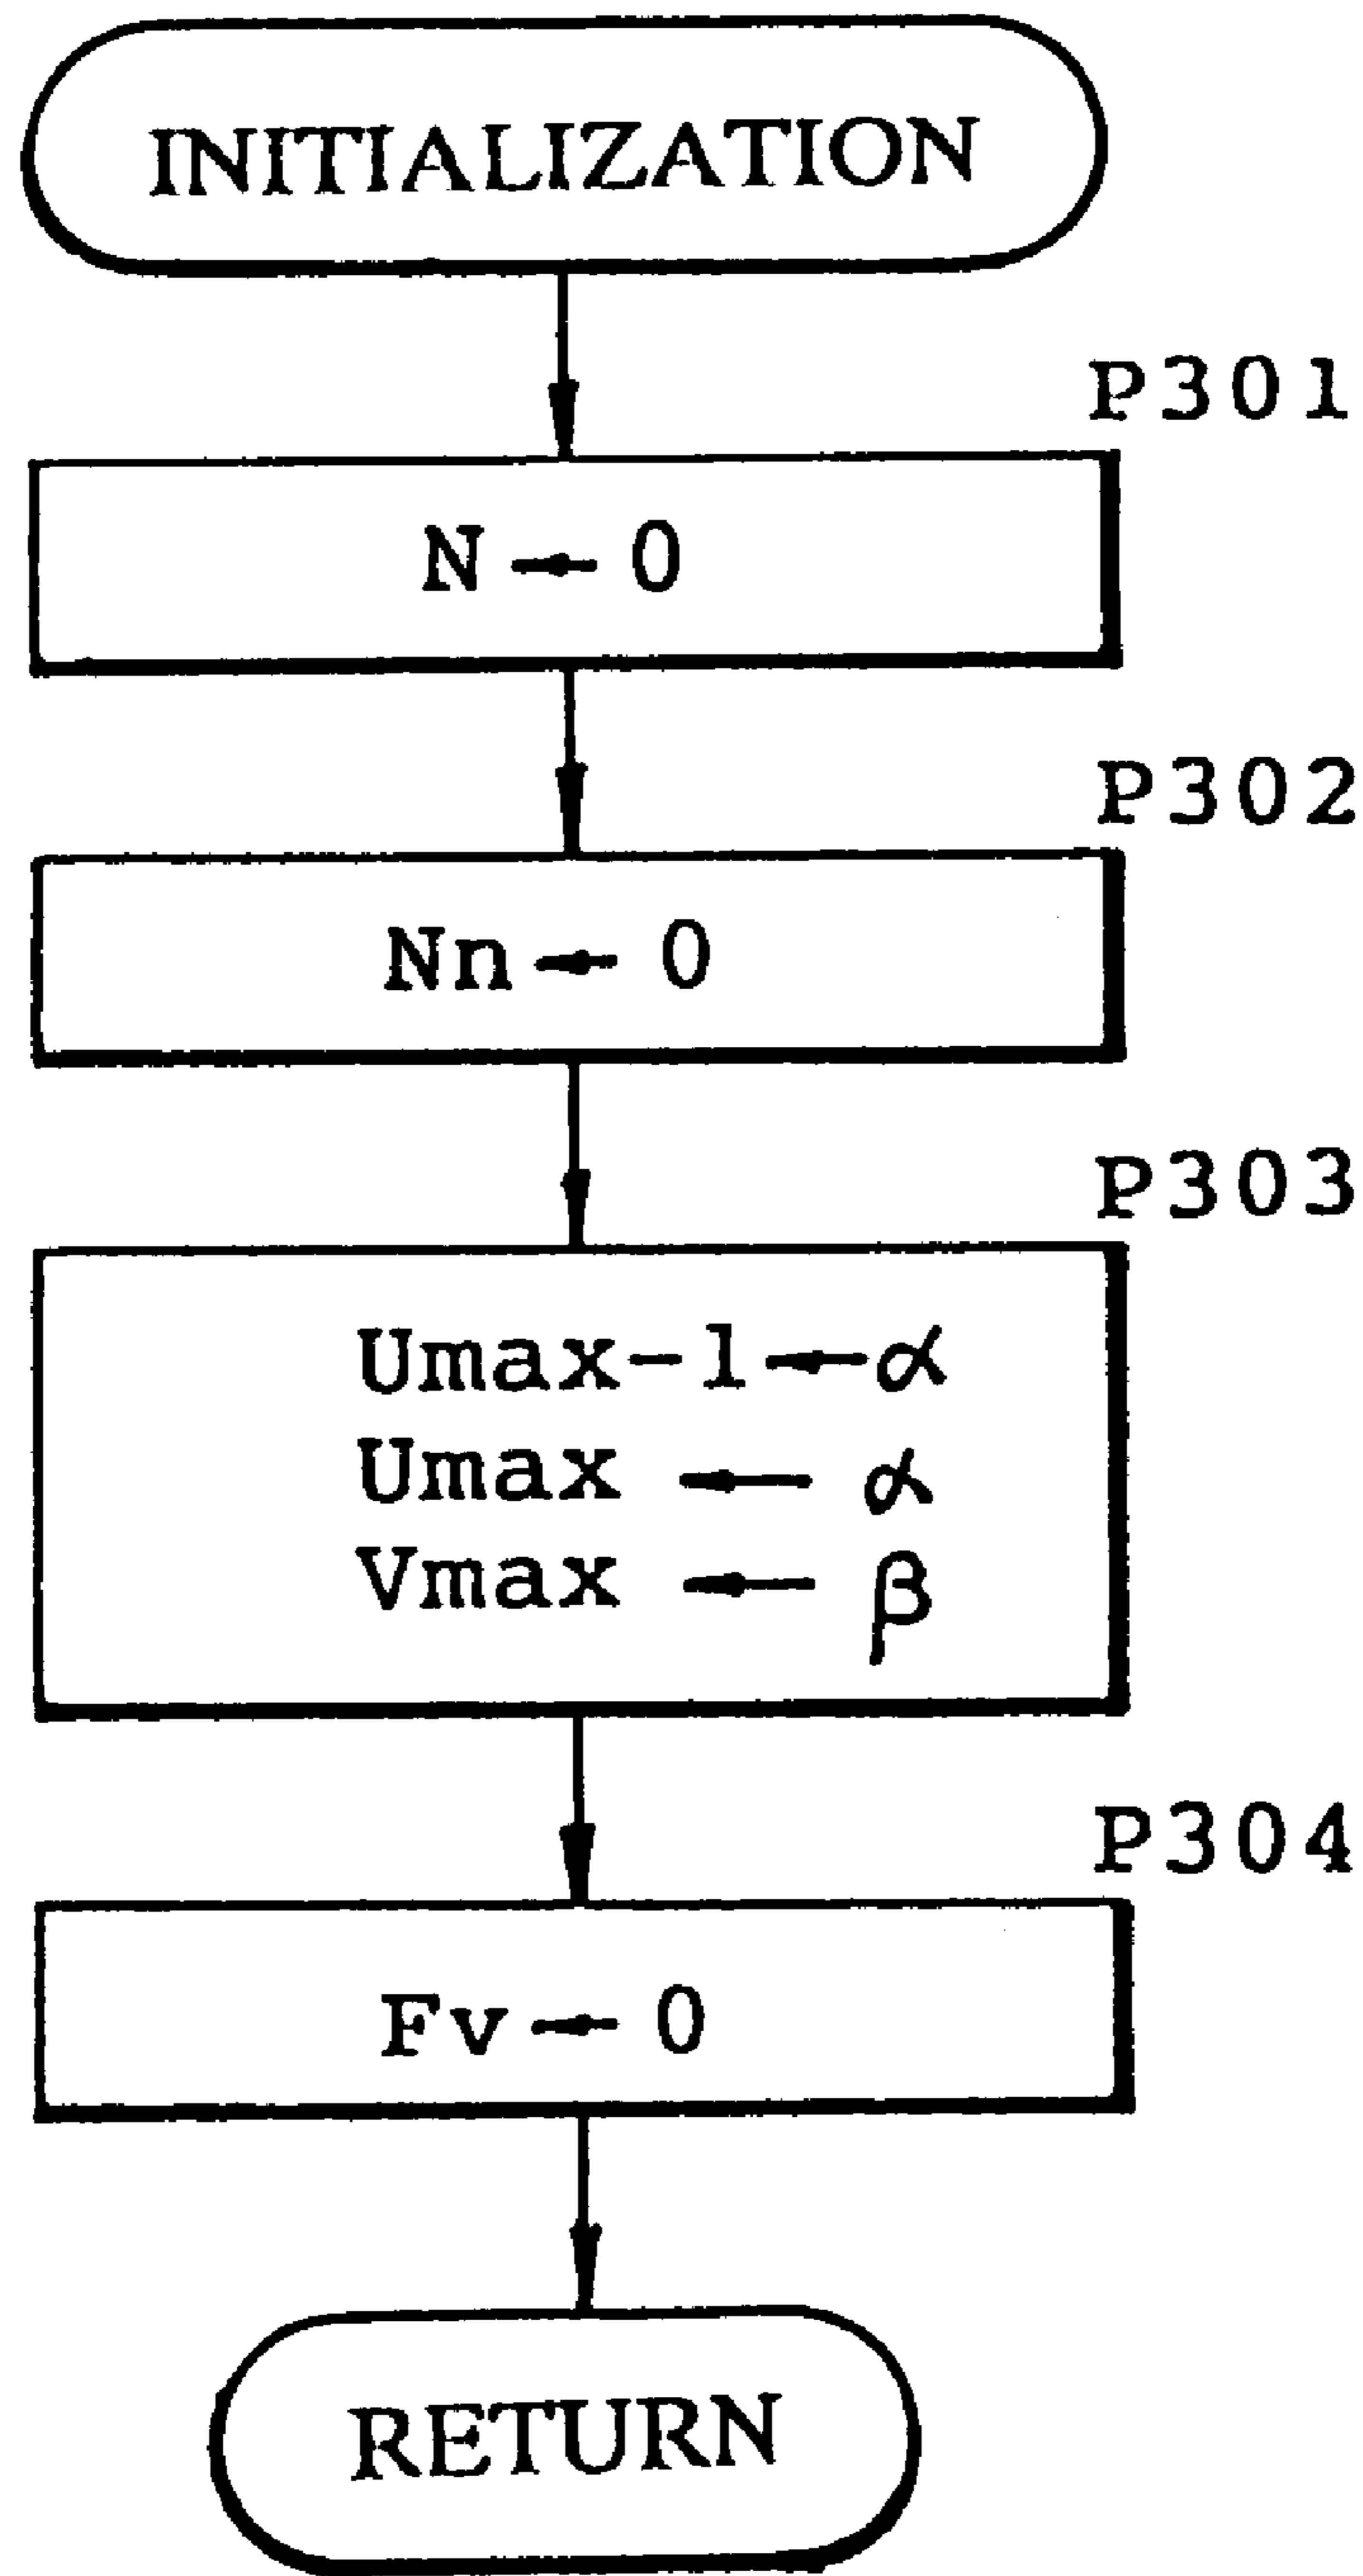 INITIALIZATION
P301
N ← 0
P302
Nn ← 0
P303
Umax-1 ← α
Umax ← α
Vmax ← β
P304
Fv ← 0
RETURN